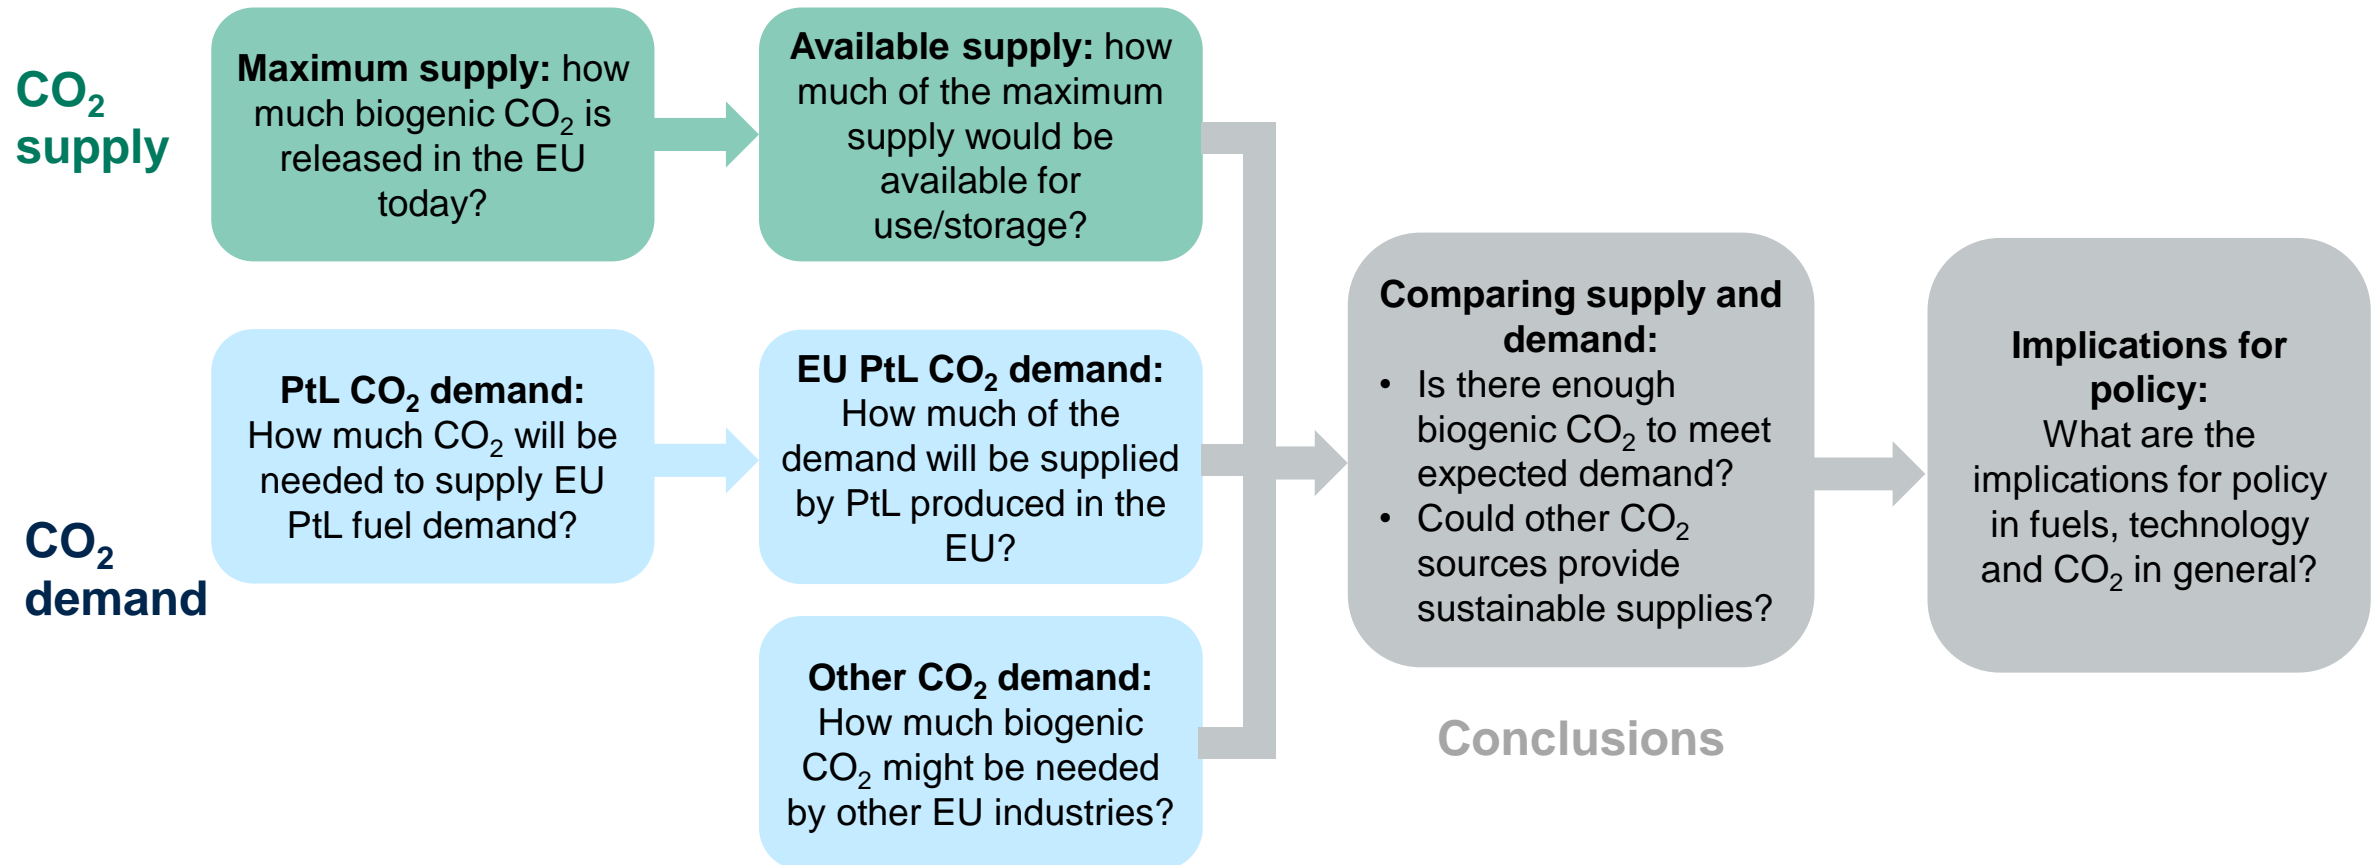 CO₂
supply
Maximum supply: how
much biogenic CO₂ is
released in the EU
today?
Available supply: how
much of the maximum
supply would be
available for
use/storage?
CO₂
demand
PtL CO₂ demand:
How much CO₂ will be
needed to supply EU
PtL fuel demand?
EU PtL CO₂ demand:
How much of the
demand will be supplied
by PtL produced in the
EU?
Other CO₂ demand:
How much biogenic
CO₂ might be needed
by other EU industries?
Comparing supply and
demand:
• Is there enough
biogenic CO₂ to meet
expected demand?
• Could other CO₂
sources provide
sustainable supplies?
Implications for
policy:
What are the
implications for policy
in fuels, technology
and CO₂ in general?
Conclusions